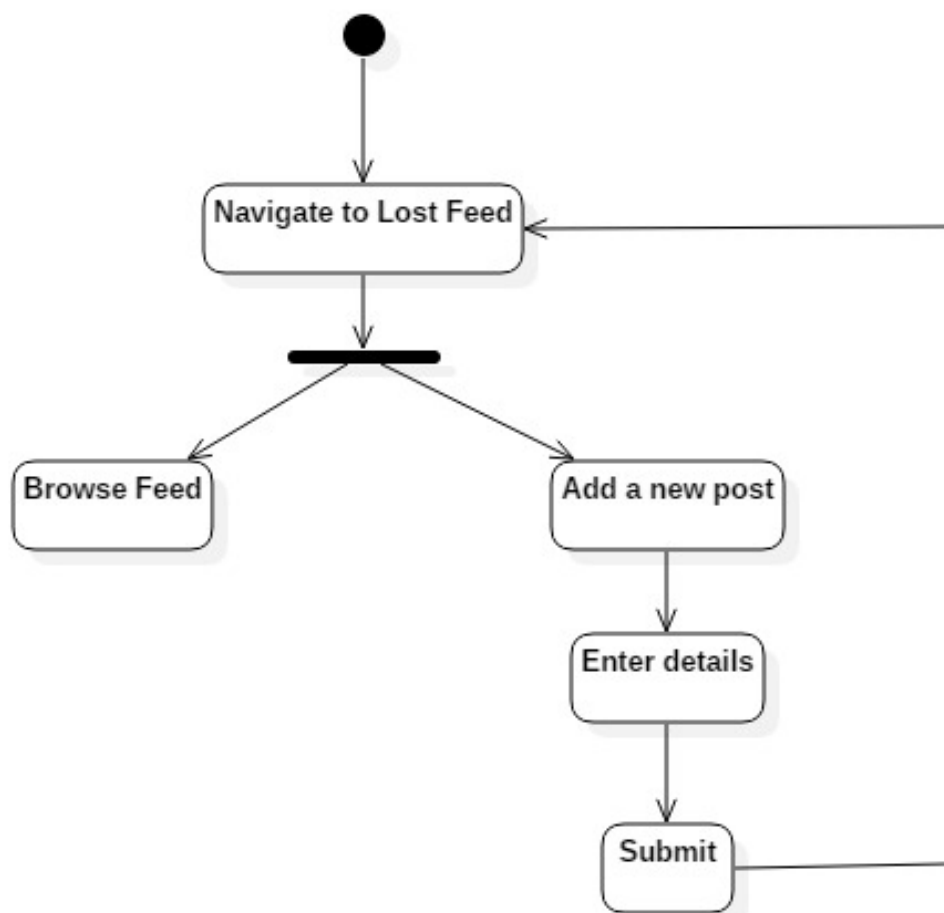 Navigate to Lost Feed
Browse Feed
Add a new post
Enter details
Submit